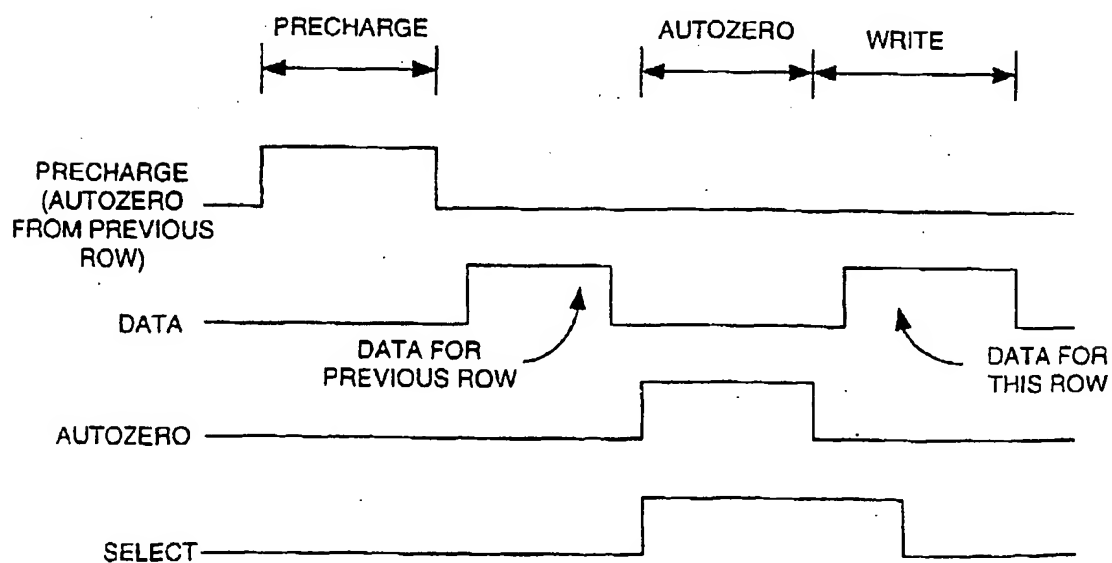 PRECHARGE
AUTOZERO
WRITE
PRECHARGE
(AUTOZERO
FROM PREVIOUS
ROW)
DATA
DATA FOR
PREVIOUS ROW
DATA FOR
THIS ROW
AUTOZERO
SELECT